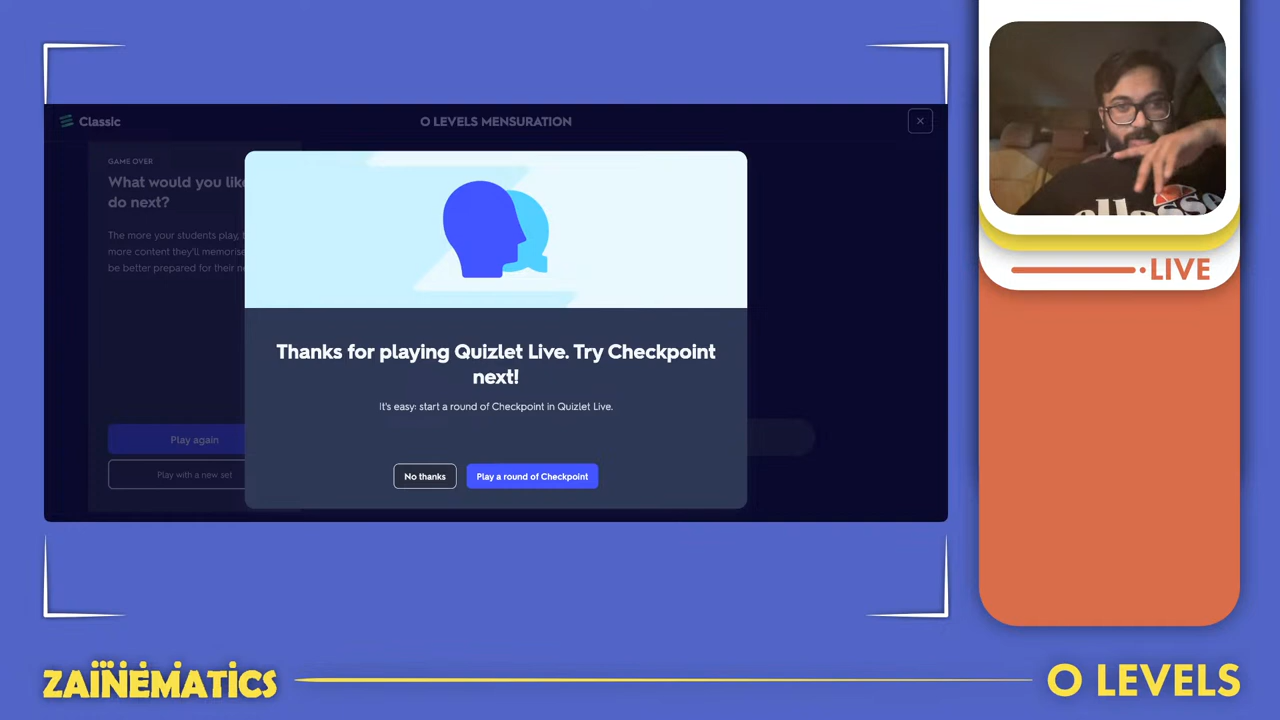 Classic
O LEVELS MENSURATION
GAME OVER
What would you like
do next?
The more your students play, t
more content they'll memorise
be better prepared for their ne
Play again
Play with a new set
Thanks for playing Quizlet Live. Try Checkpoint
next!
It's easy: start a round of Checkpoint in Quizlet Live.
No thanks
Play a round of Checkpoint
ellesse
LIVE
ZAINEMATICS
O LEVELS